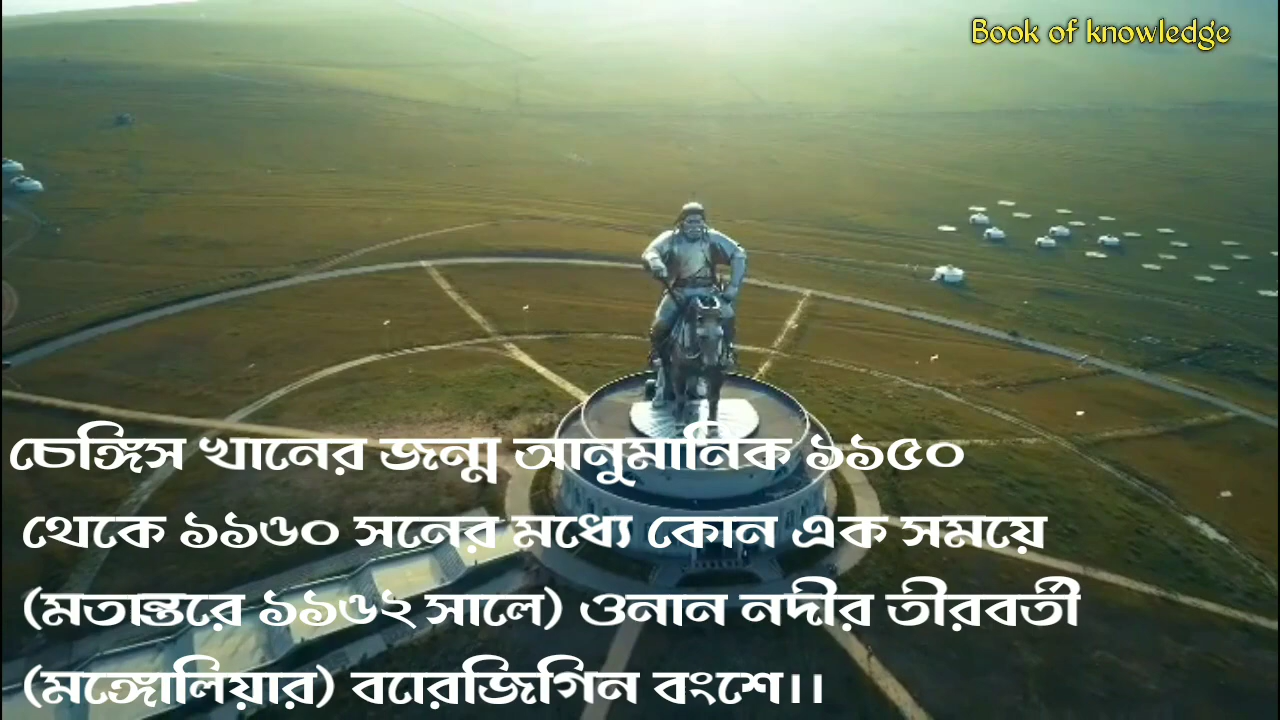 Book of knowledge
চেঙ্গিস খানের জন্ম আনুমানিক ১১৫০
থেকে ১১৬০ সনের মধ্যে কোন এক সময়ে
(মতান্তরে ১১৬২ সালে) ওনান নদীর তীরবর্তী
(মঙ্গোলিয়ার) বোরজিগিন বংশে।।